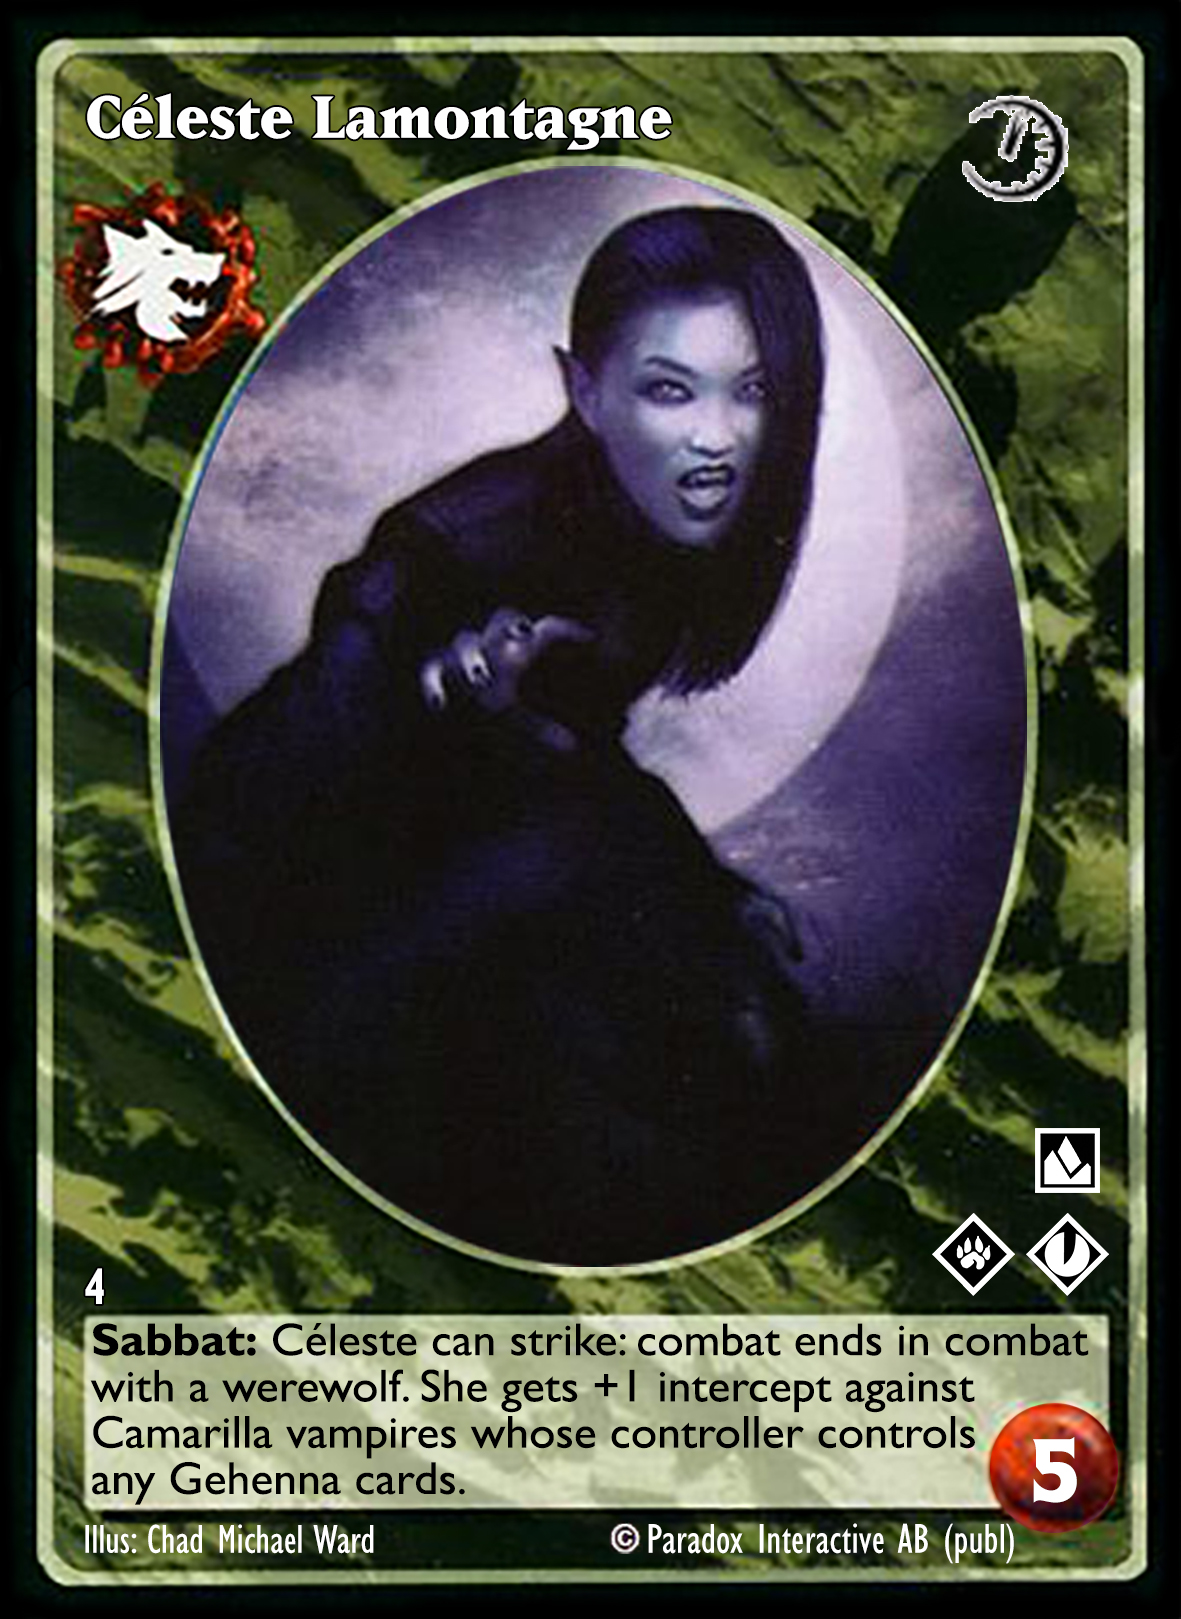 Céleste Lamontagne
4
Sabbat: Céleste can strike: combat ends in combat
with a werewolf. She gets +1 intercept against
Camarilla vampires whose controller controls
any Gehenna cards.
5
Illus: Chad Michael Ward
© Paradox Interactive AB (publ)